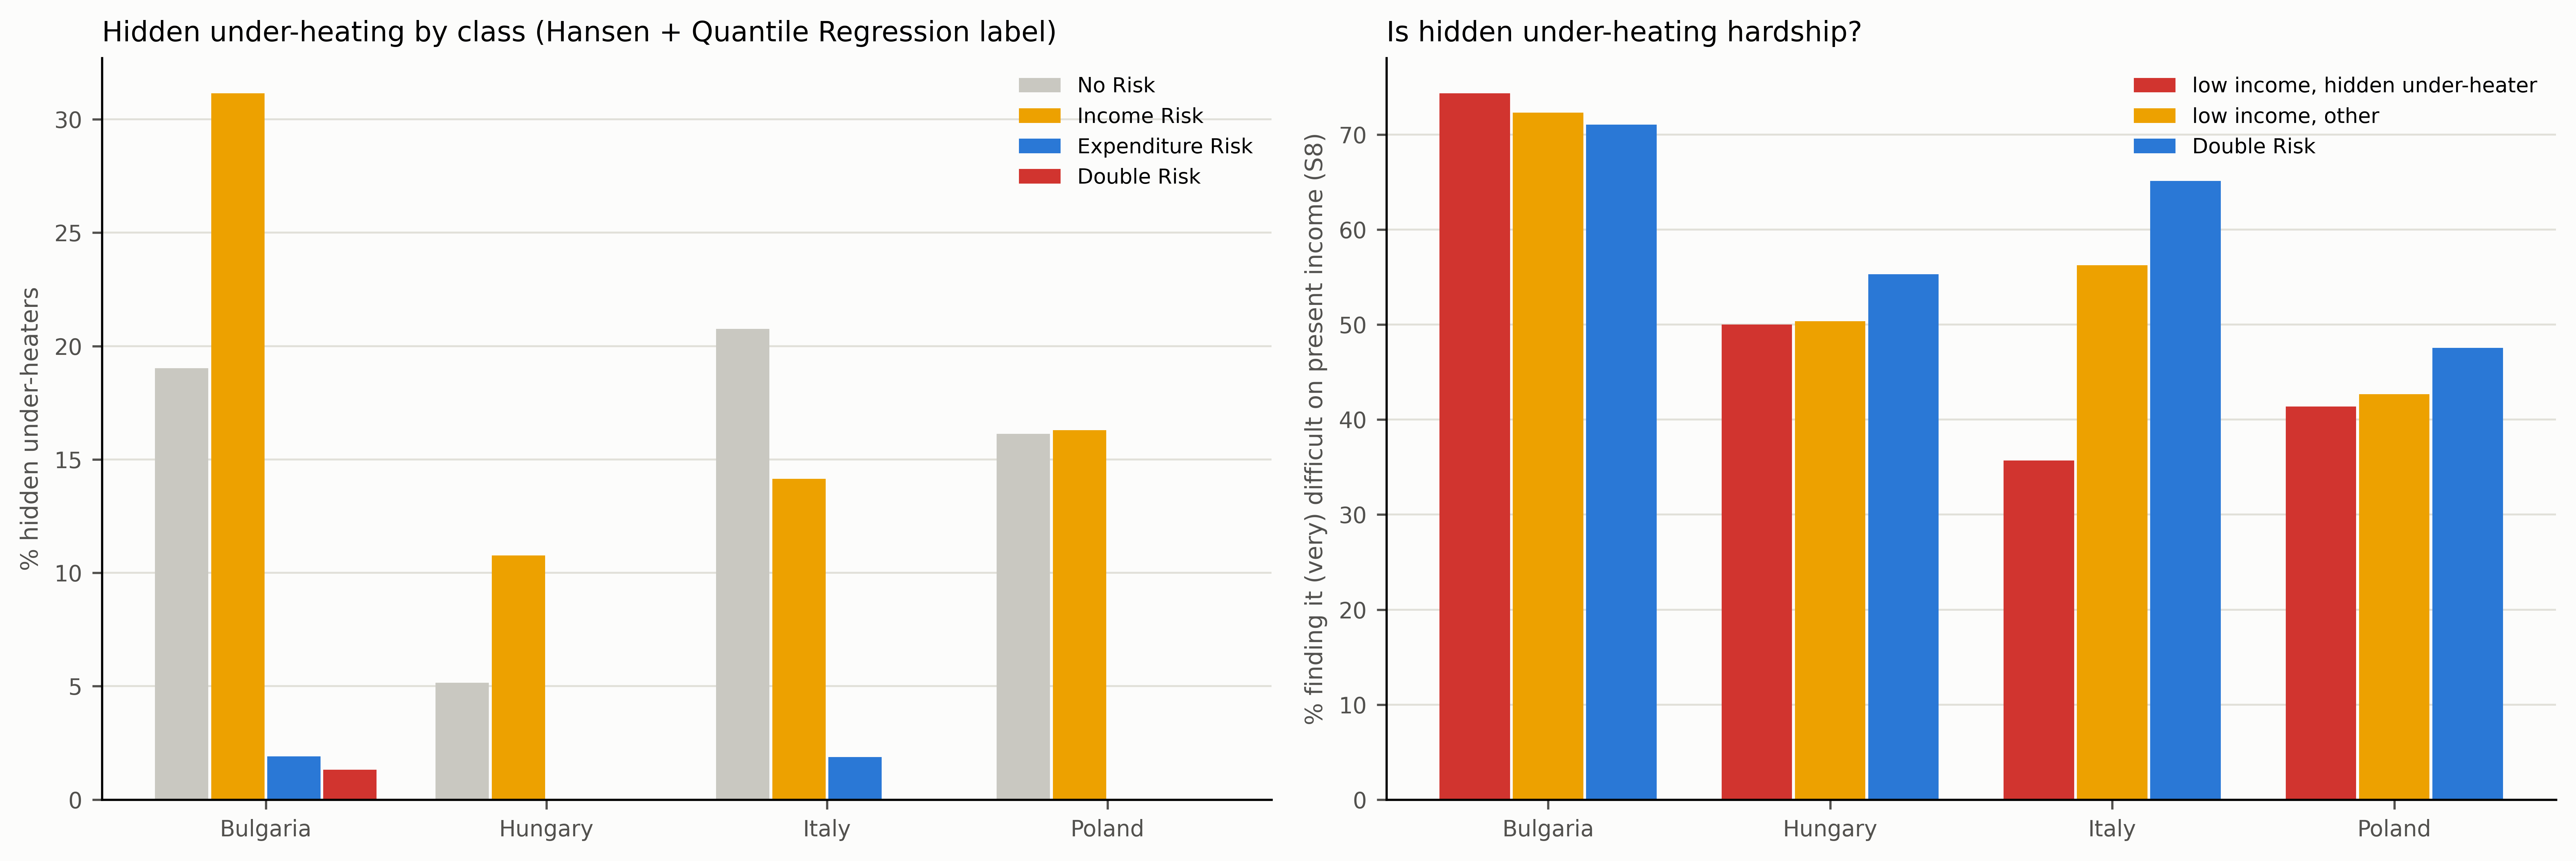 Hidden under-heating by class (Hansen + Quantile Regression label)
% hidden under-heaters
30
25
20
15
10
5
0
No Risk
Income Risk
Expenditure Risk
Double Risk
Bulgaria
Hungary
Italy
Poland
Is hidden under-heating hardship?
% finding it (very) difficult on present income (S8)
70
60
50
40
30
20
10
0
low income, hidden under-heater
low income, other
Double Risk
Bulgaria
Hungary
Italy
Poland